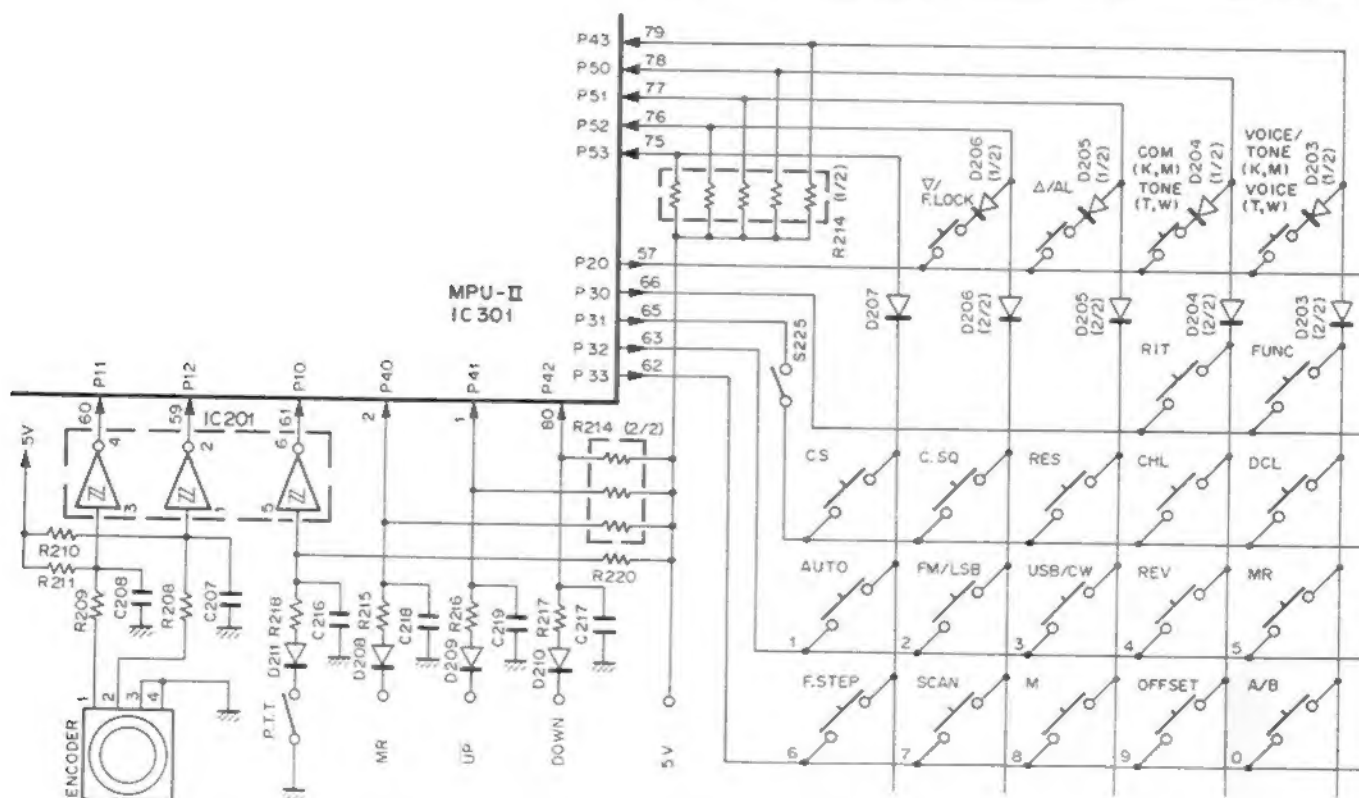 P43 79
P50 78
P51 77
P52 76
P53 75
R214 (1/2)
▽/
F.LOCK
D206
(1/2)
△/AL
D205
(1/2)
COM
(K,M)
TONE
(T,W)
D204
(1/2)
VOICE/
TONE
(K,M)
VOICE
(T,W)
D203
(1/2)
P20 57
P30 66
P31 65
P32 63
P33 62
MPU-II
IC301
S225
D207
D206
(2/2)
D205
(2/2)
D204
(2/2)
D203
(2/2)
RIT
FUNC
P11
P12
P10
P40
P41
P42
60
59
61
2
1
80
IC201
4
2
6
3
1
5
5V
R214 (2/2)
R220
R210
R211
R209
C208
R208
C207
R218
C216
R215
C218
R216
C219
R217
C217
D211
D208
D209
D210
CS
C.SQ
RES
CHL
DCL
AUTO
FM/LSB
USB/CW
REV
MR
1
2
3
4
5
F.STEP
SCAN
M
OFFSET
A/B
6
7
8
9
0
1
2
3
4
ENCODER
P.T.T.
MR
UP
DOWN
5V